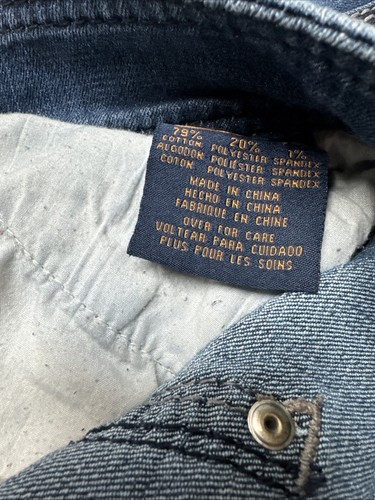 79% 20% 1%
COTTON POLYESTER SPANDEX
ALGODON POLIÉSTER SPANDEX
COTON POLYESTER SPANDEX
MADE IN CHINA
HECHO EN CHINA
FABRIQUE EN CHINE
OVER FOR CARE
VOLTEAR PARA CUIDADO
PLUS POUR LES SOINS